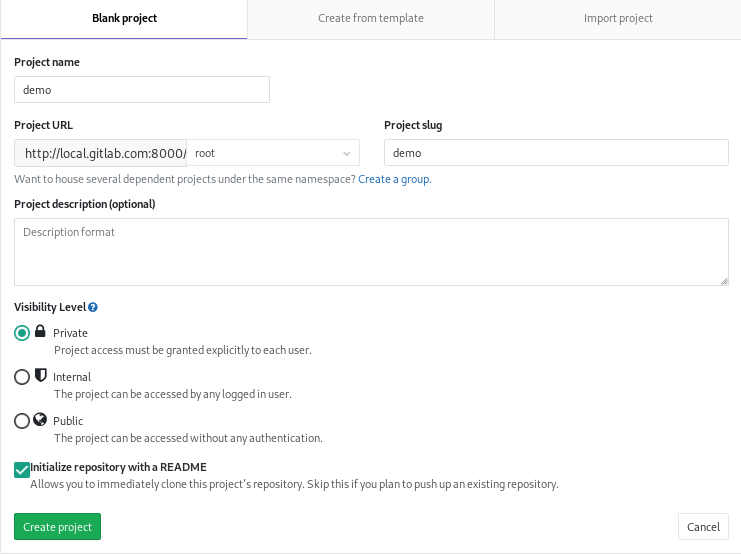 Blank project
Create from template
Import project
Project name
demo
Project URL
Project slug
http://local.gitlab.com:8000/
root
demo
Want to house several dependent projects under the same namespace? Create a group.
Project description (optional)
Description format
Visibility Level ?
Private
Project access must be granted explicitly to each user.
Internal
The project can be accessed by any logged in user.
Public
The project can be accessed without any authentication.
Initialize repository with a README
Allows you to immediately clone this project's repository. Skip this if you plan to push up an existing repository.
Create project
Cancel